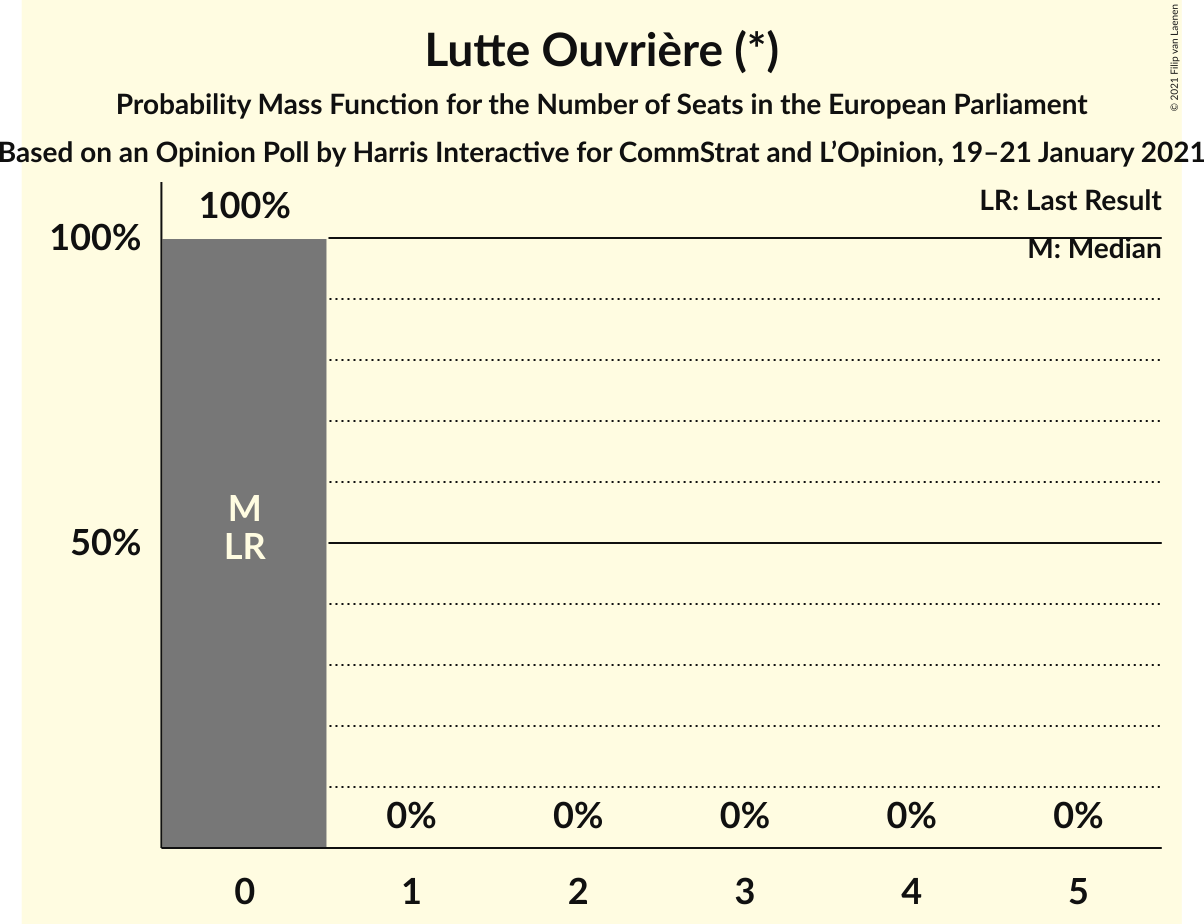 Lutte Ouvrière (*)
Probability Mass Function for the Number of Seats in the European Parliament
Based on an Opinion Poll by Harris Interactive for CommStrat and L’Opinion, 19–21 January 2021
© 2021 Filip van Laenen
LR: Last Result
M: Median
100%
100%
50%
M
LR
0% 0% 0% 0% 0%
0 1 2 3 4 5